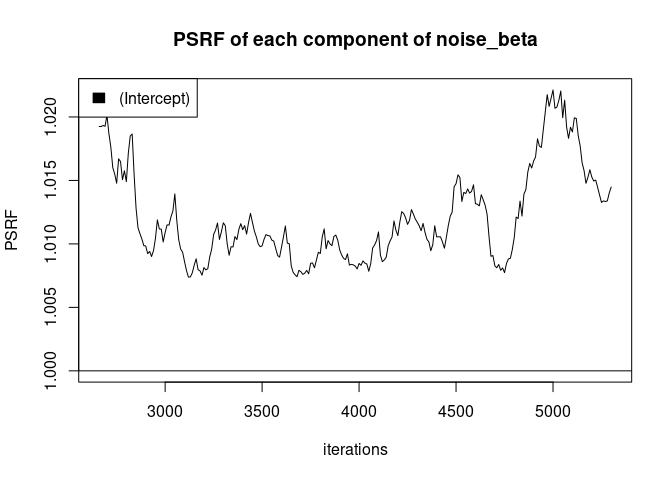 PSRF of each component of noise_beta
(Intercept)
PSRF
1.020
1.015
1.010
1.005
1.000
3000 3500 4000 4500 5000
iterations